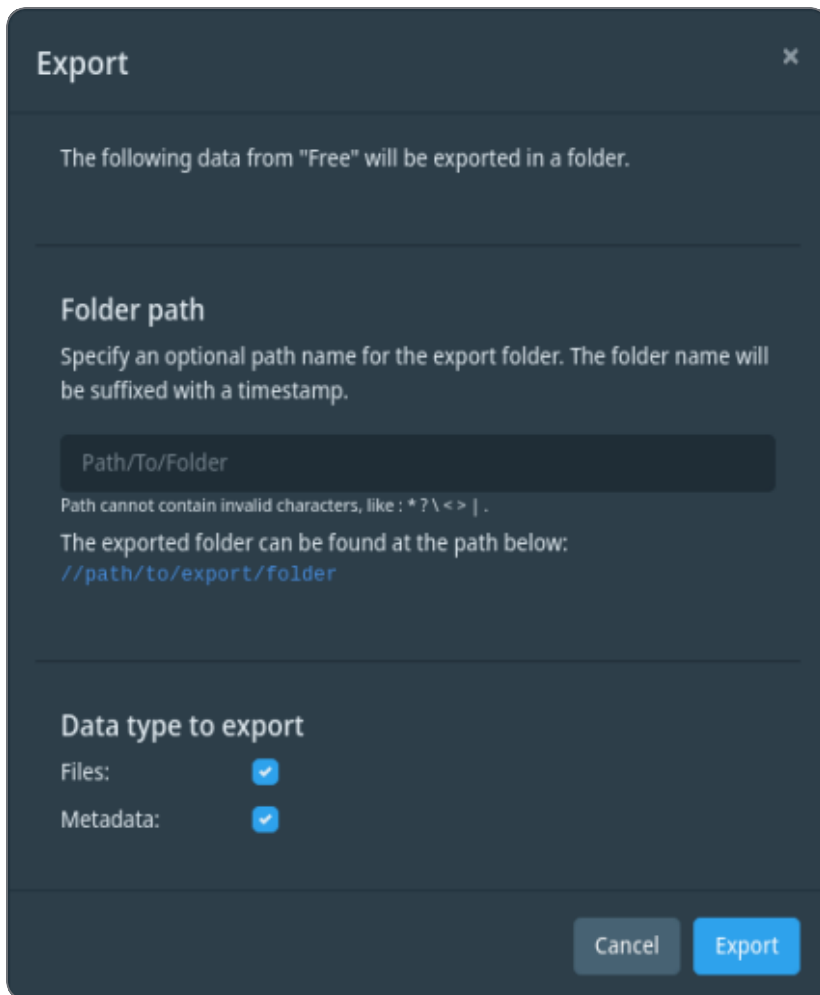 Export
×
The following data from "Free" will be exported in a folder.
Folder path
Specify an optional path name for the export folder. The folder name will
be suffixed with a timestamp.
Path/To/Folder
Path cannot contain invalid characters, like : * ? \ < > | .
The exported folder can be found at the path below:
//path/to/export/folder
Data type to export
Files:
Metadata:
Cancel Export